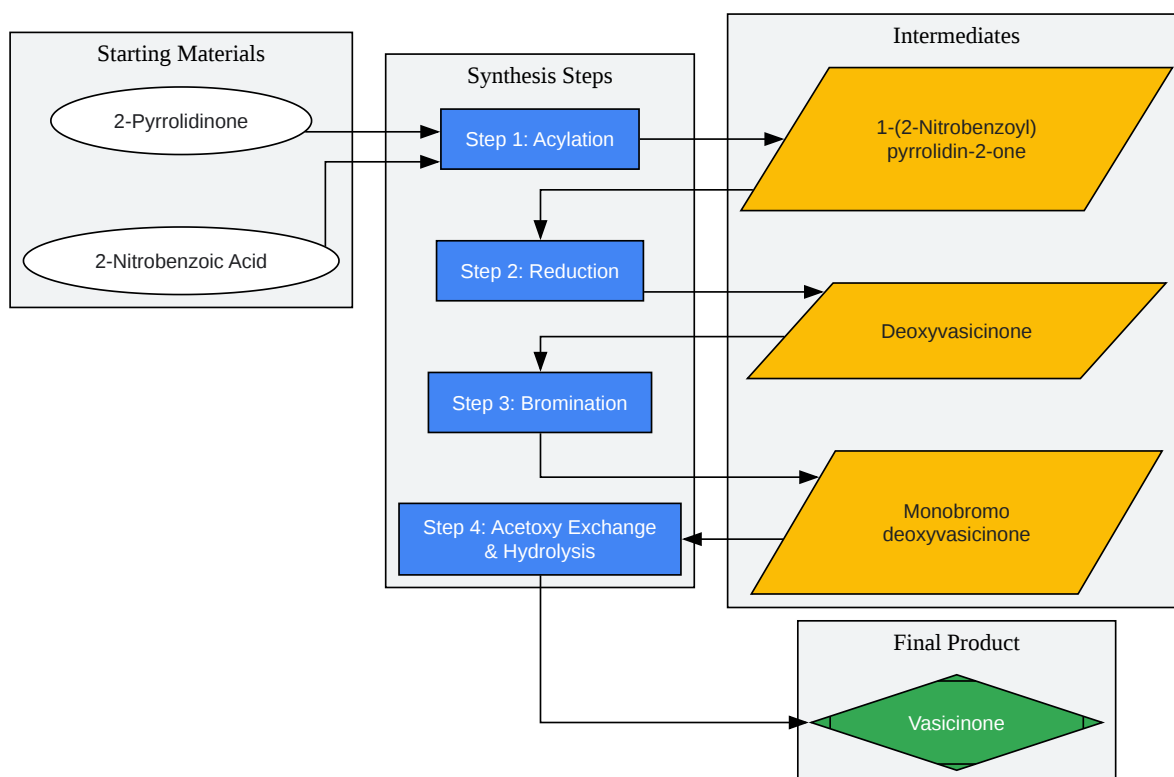 Starting Materials
2-Pyrrolidinone
2-Nitrobenzoic Acid
Synthesis Steps
Step 1: Acylation
Step 2: Reduction
Step 3: Bromination
Step 4: Acetoxy Exchange
& Hydrolysis
Intermediates
1-(2-Nitrobenzoyl)
pyrrolidin-2-one
Deoxyvasicinone
Monobromo
deoxyvasicinone
Final Product
Vasicinone